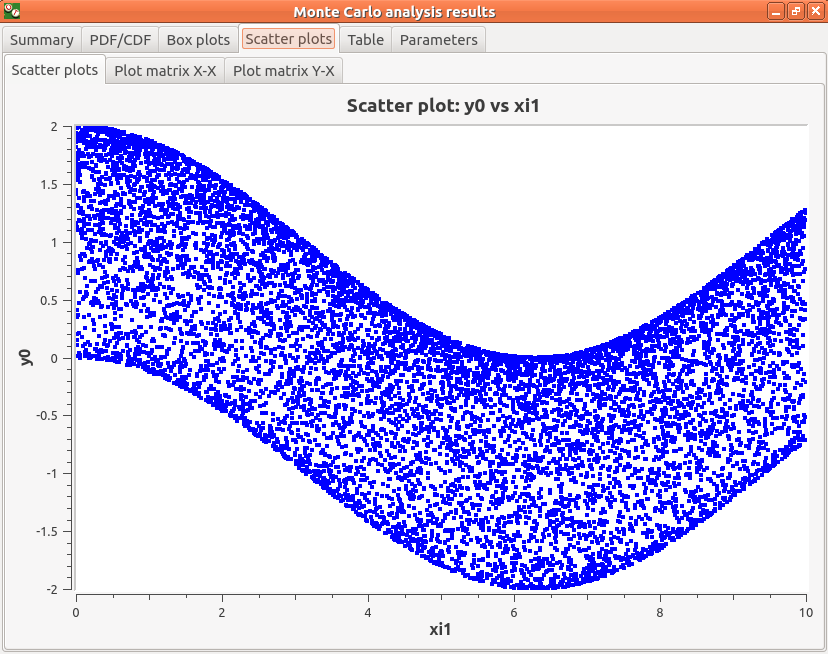 Monte Carlo analysis results
Summary PDF/CDF Box plots Scatter plots Table Parameters
Scatter plots Plot matrix X-X Plot matrix Y-X
Scatter plot: y0 vs xi1
2
1.5
1
0.5
0
-0.5
-1
-1.5
-2
y0
0 2 4 6 8 10
xi1